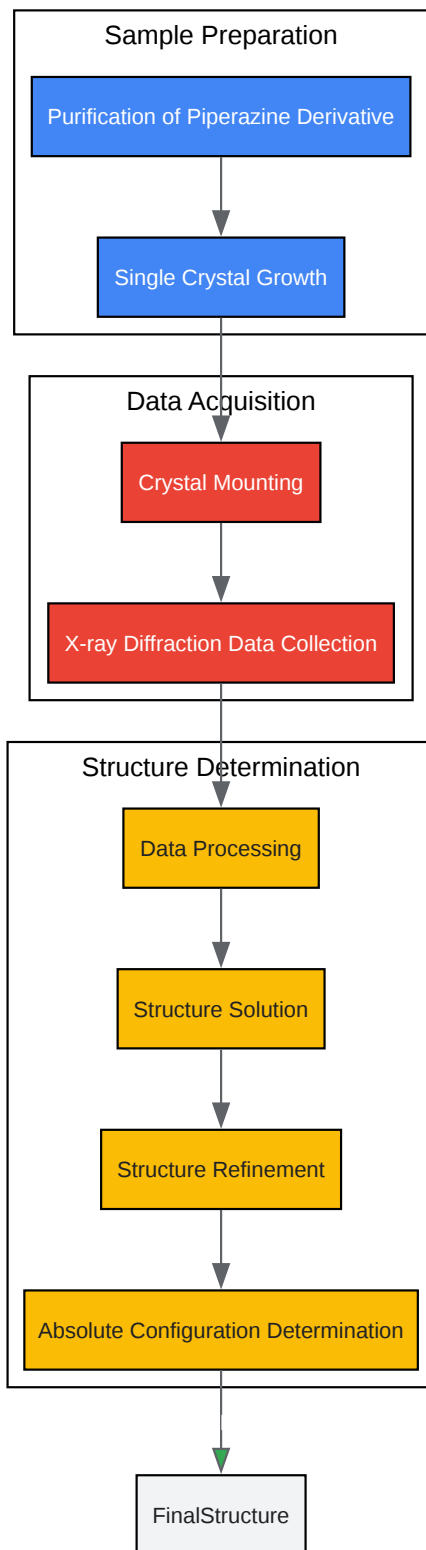 Sample Preparation
Purification of Piperazine Derivative
Single Crystal Growth
Data Acquisition
Crystal Mounting
X-ray Diffraction Data Collection
Structure Determination
Data Processing
Structure Solution
Structure Refinement
Absolute Configuration Determination
FinalStructure